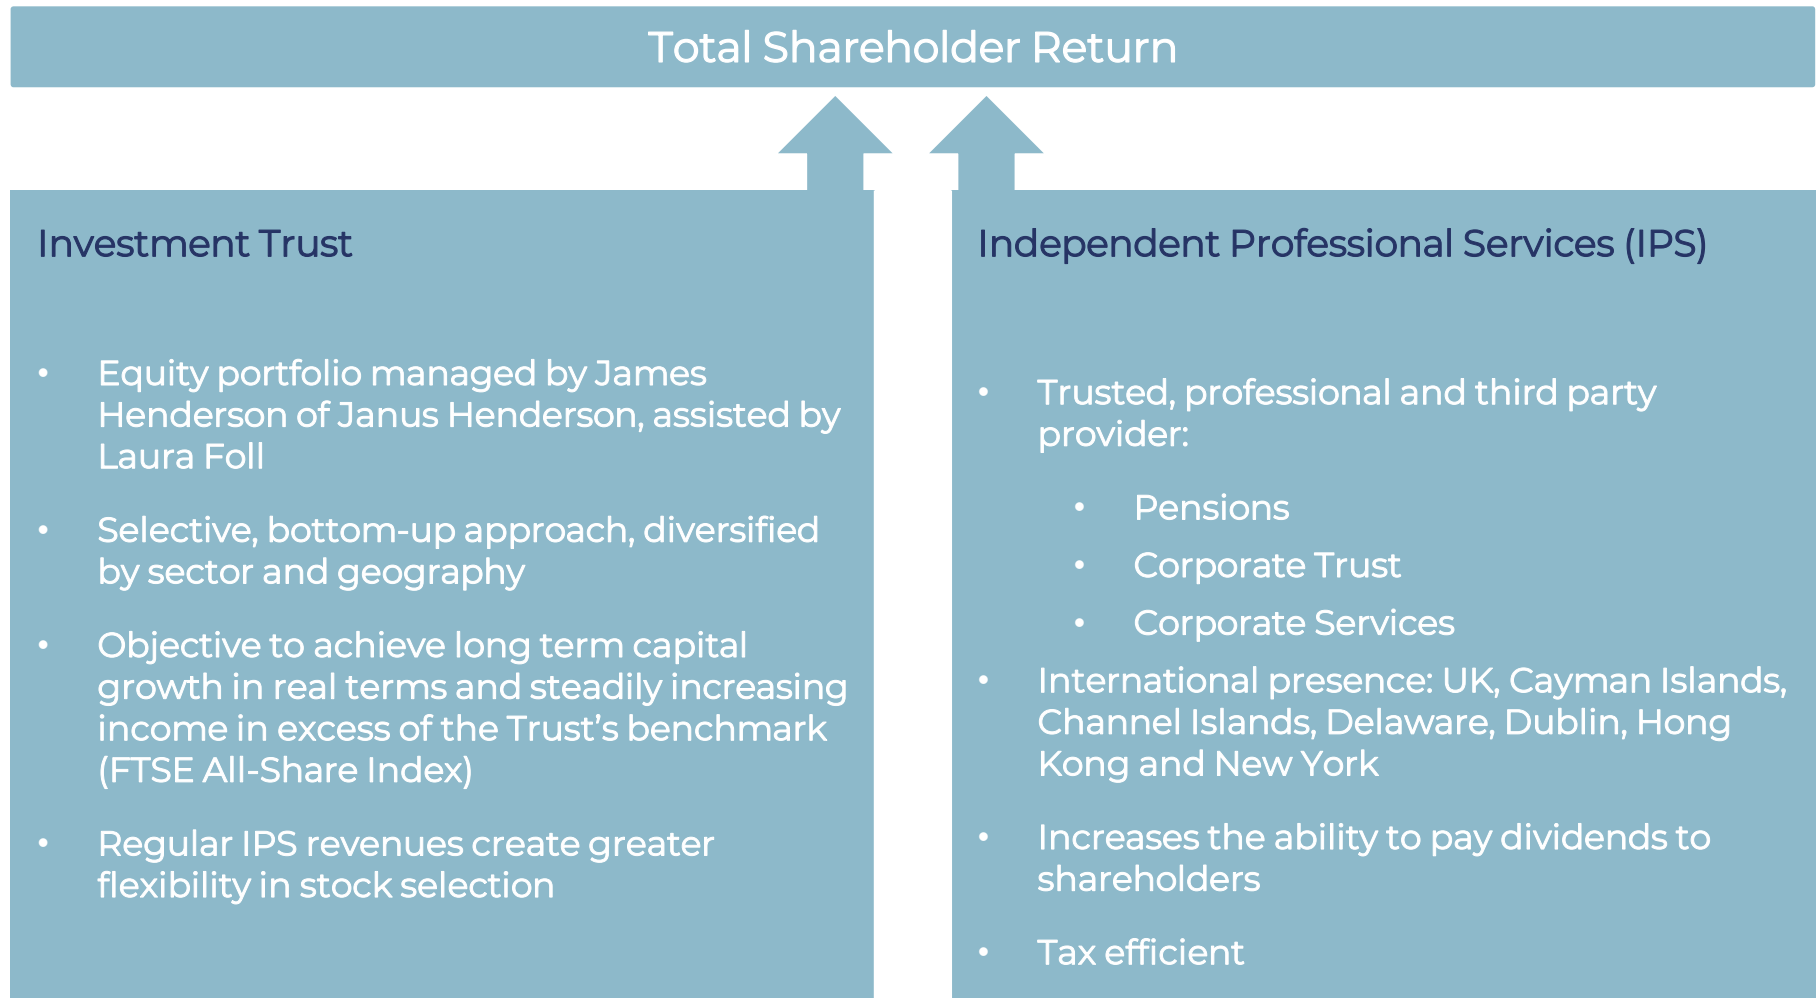 Total Shareholder Return
Investment Trust
• Equity portfolio managed by James
Henderson of Janus Henderson, assisted by
Laura Foll
• Selective, bottom-up approach, diversified
by sector and geography
• Objective to achieve long term capital
growth in real terms and steadily increasing
income in excess of the Trust’s benchmark
(FTSE All-Share Index)
• Regular IPS revenues create greater
flexibility in stock selection
Independent Professional Services (IPS)
• Trusted, professional and third party
provider:
• Pensions
• Corporate Trust
• Corporate Services
• International presence: UK, Cayman Islands,
Channel Islands, Delaware, Dublin, Hong
Kong and New York
• Increases the ability to pay dividends to
shareholders
• Tax efficient